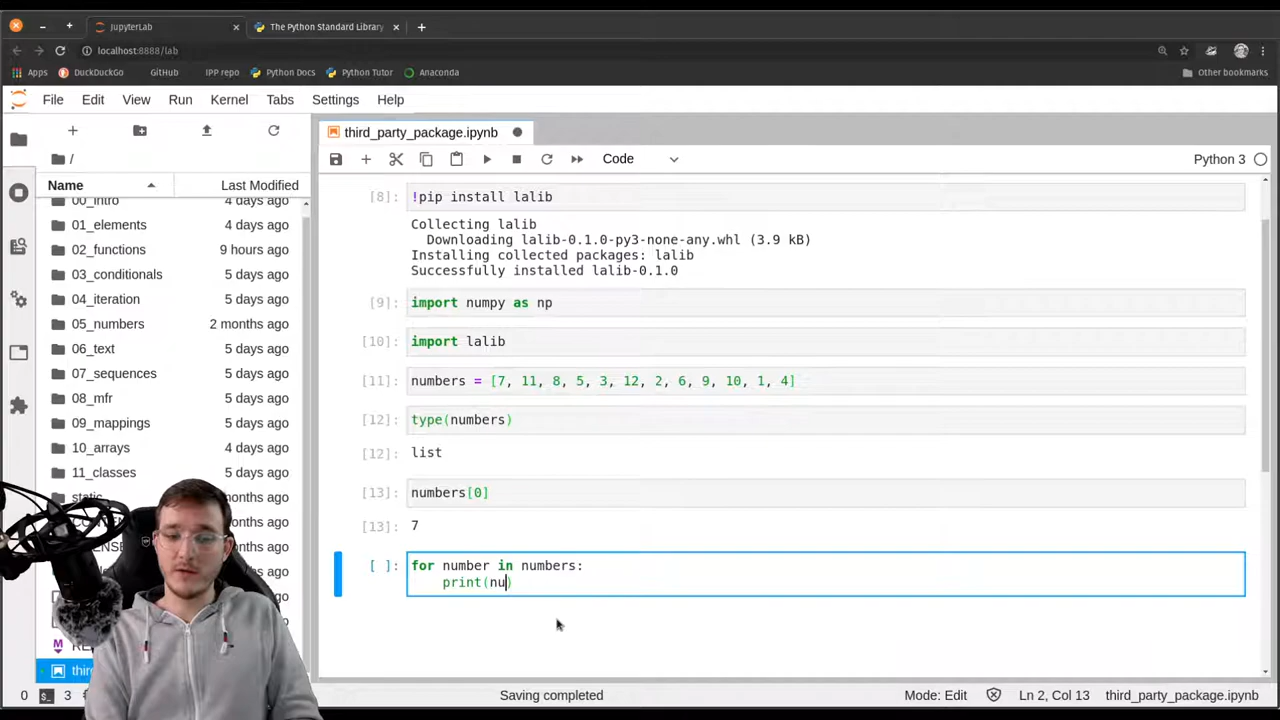 JupyterLab
The Python Standard Library
localhost:8888/lab
Apps DuckDuckGo GitHub IPP repo Python Docs Python Tutor Anaconda Other bookmarks
File Edit View Run Kernel Tabs Settings Help
/
Name Last Modified
00_intro 4 days ago
01_elements 4 days ago
02_functions 9 hours ago
03_conditionals 5 days ago
04_iteration 5 days ago
05_numbers 2 months ago
06_text 5 days ago
07_sequences 5 days ago
08_mfr 5 days ago
09_mappings 5 days ago
10_arrays 4 days ago
11_classes 5 days ago
static months ago
days ago
months ago
third_party_package.ipynb
Code
Python 3
[8]: !pip install lalib
Collecting lalib
Downloading lalib-0.1.0-py3-none-any.whl (3.9 kB)
Installing collected packages: lalib
Successfully installed lalib-0.1.0
[9]: import numpy as np
[10]: import lalib
[11]: numbers = [7, 11, 8, 5, 3, 12, 2, 6, 9, 10, 1, 4]
[12]: type(numbers)
[12]: list
[13]: numbers[0]
[13]: 7
[ ]: for number in numbers:
print(nu)
0 3 Saving completed Mode: Edit Ln 2, Col 13 third_party_package.ipynb